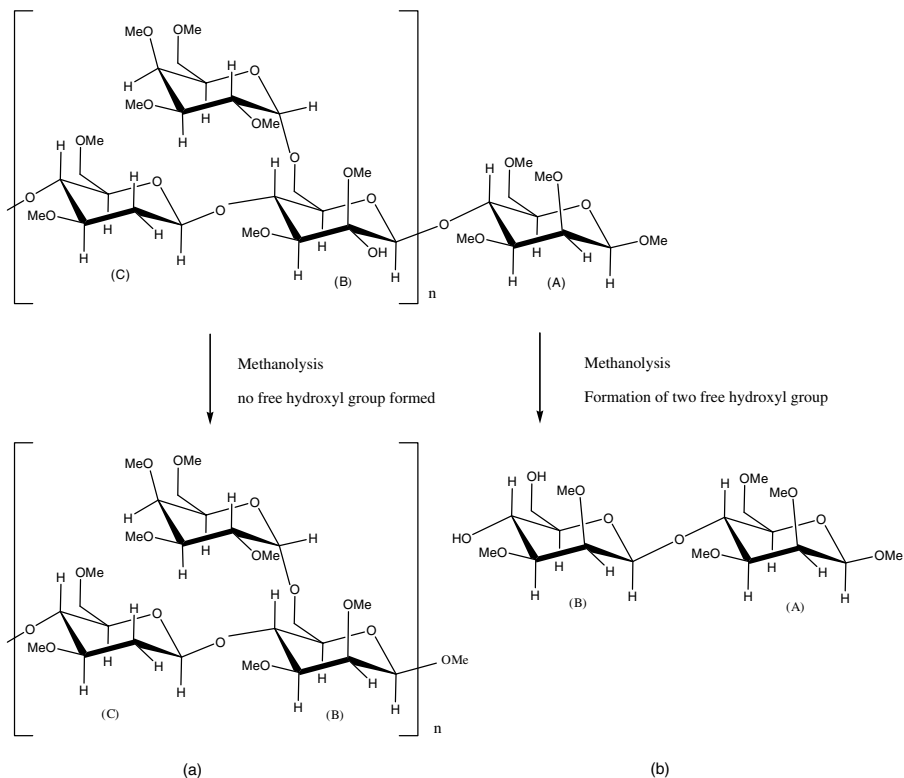 MeO OMe
H O
H
MeO H H
OMe
H
H OMe
O
H OMe OMe
H O MeO
O O H O
MeO O
H H MeO H O MeO H H OMe
H H OH
H H H H
(C) (B) (A)
n
Methanolysis
no free hydroxyl group formed
Methanolysis
Formation of two free hydroxyl group
MeO OMe
H O
H
MeO H H
OMe
H
H OMe
O
H OMe
H O O
O
MeO O
H H MeO H H OMe
H H
H H
(C) (B)
n
OH OMe
H MeO MeO
O H O
HO O
MeO H H MeO H H OMe
H H H H
(B) (A)
(a) (b)